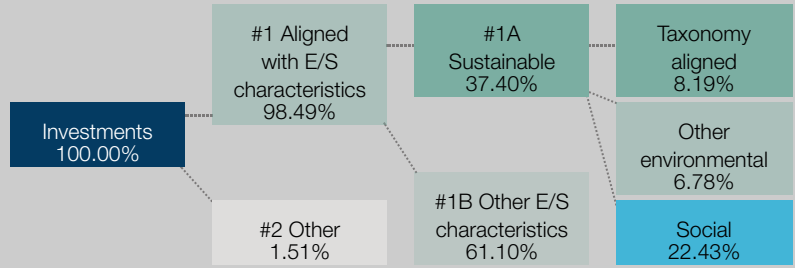 Investments
100.00%
#1 Aligned
with E/S
characteristics
98.49%
#2 Other
1.51%
#1A
Sustainable
37.40%
#1B Other E/S
characteristics
61.10%
Taxonomy
aligned
8.19%
Other
environmental
6.78%
Social
22.43%